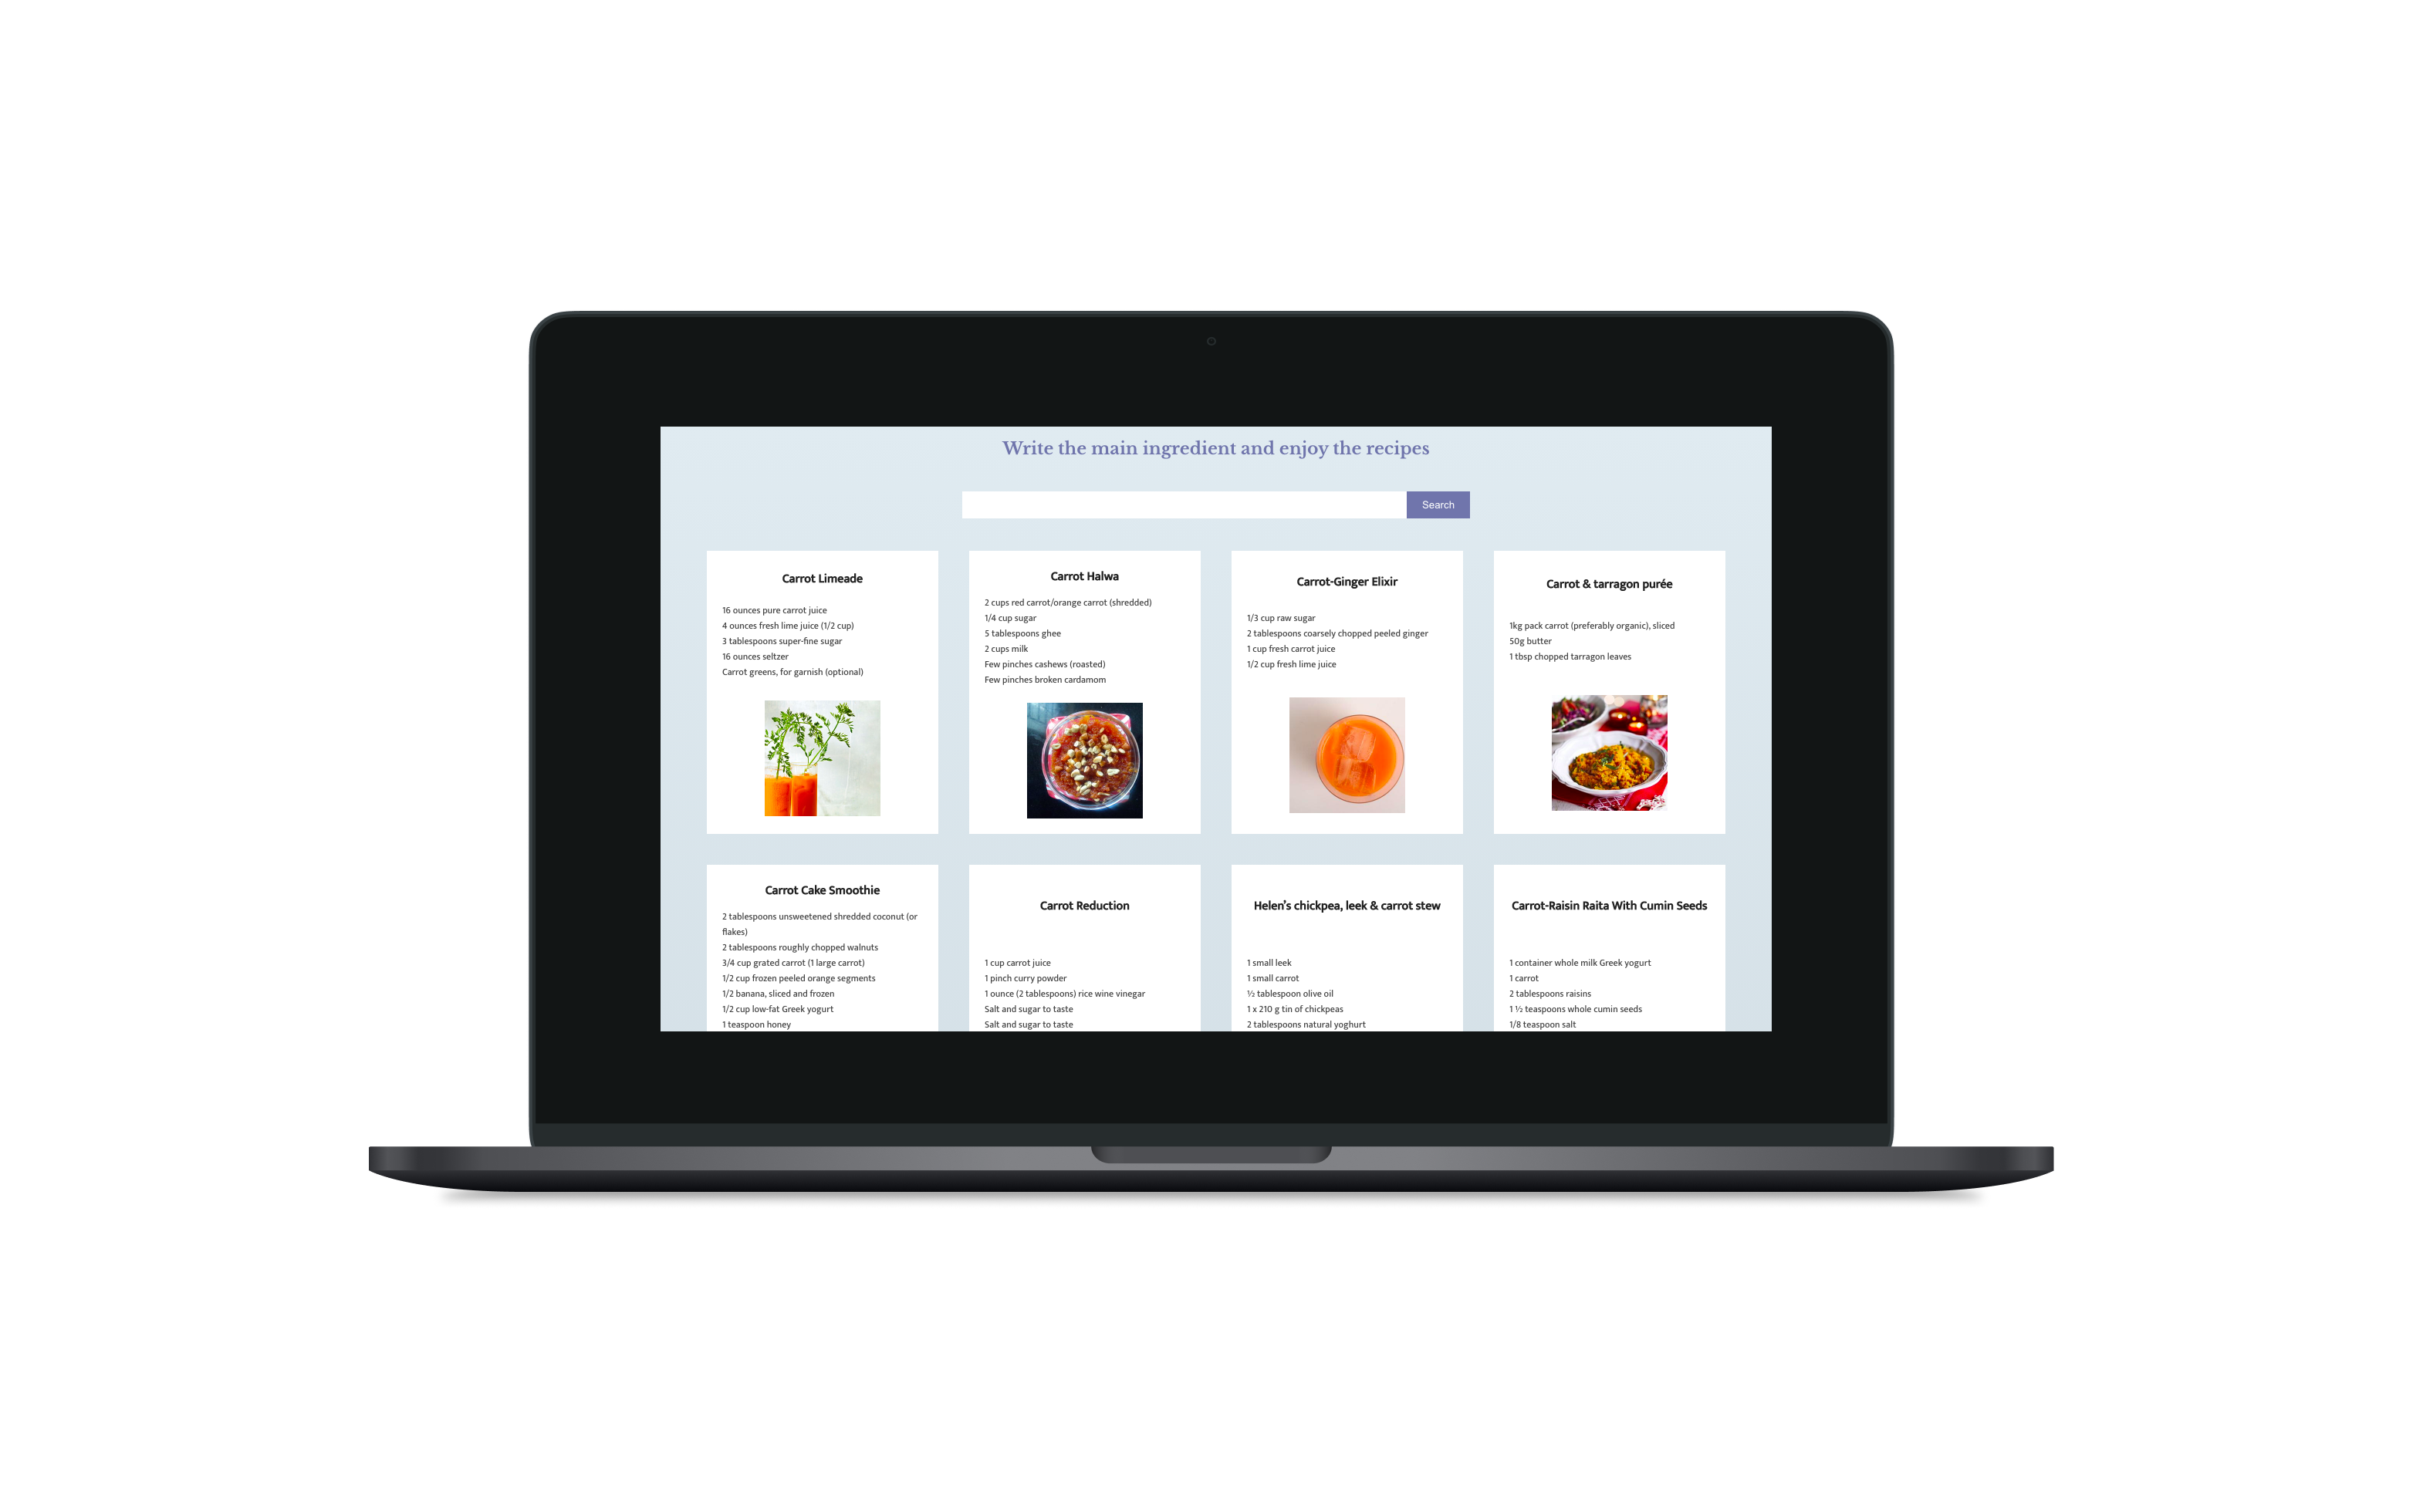 Write the main ingredient and enjoy the recipes
Search
Carrot Limeade
16 ounces pure carrot juice
4 ounces fresh lime juice (1/2 cup)
3 tablespoons super-fine sugar
16 ounces seltzer
Carrot greens, for garnish (optional)
Carrot Halwa
2 cups red carrot/orange carrot (shredded)
1/4 cup sugar
5 tablespoons ghee
2 cups milk
Few pinches cashews (roasted)
Few pinches broken cardamom
Carrot-Ginger Elixir
1/3 cup raw sugar
2 tablespoons coarsely chopped peeled ginger
1 cup fresh carrot juice
1/2 cup fresh lime juice
Carrot & tarragon purée
1kg pack carrot (preferably organic), sliced
50g butter
1 tbsp chopped tarragon leaves
Carrot Cake Smoothie
2 tablespoons unsweetened shredded coconut (or
flakes)
2 tablespoons roughly chopped walnuts
3/4 cup grated carrot (1 large carrot)
1/2 cup frozen peeled orange segments
1/2 banana, sliced and frozen
1/2 cup low-fat Greek yogurt
1 teaspoon honey
Carrot Reduction
1 cup carrot juice
1 pinch curry powder
1 ounce (2 tablespoons) rice wine vinegar
Salt and sugar to taste
Salt and sugar to taste
Helen’s chickpea, leek & carrot stew
1 small leek
1 small carrot
½ tablespoon olive oil
1 x 210 g tin of chickpeas
2 tablespoons natural yoghurt
Carrot-Raisin Raita With Cumin Seeds
1 container whole milk Greek yogurt
1 carrot
2 tablespoons raisins
1 ½ teaspoons whole cumin seeds
1/8 teaspoon salt